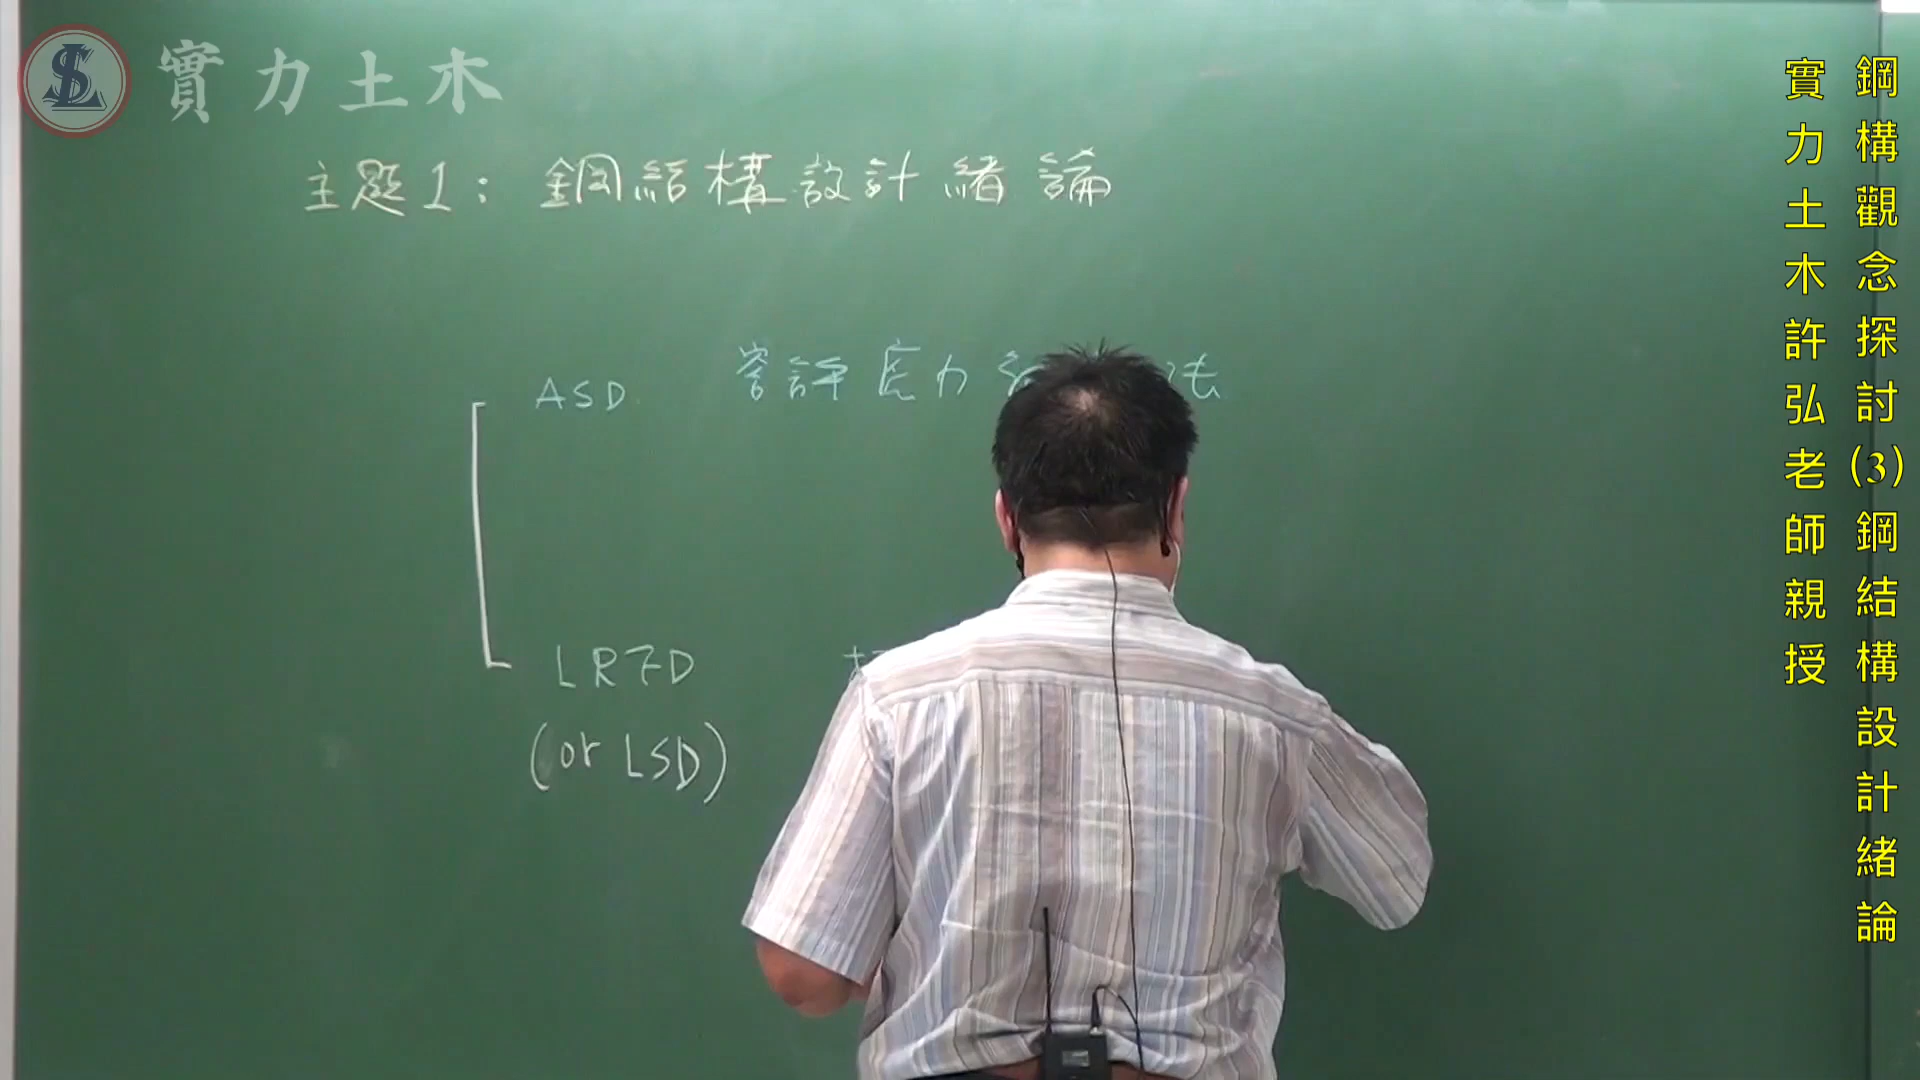 實力土木
主題1：鋼結構設計緒論
ASD 容許應力 法
LRFD
(or LSD)
鋼構觀念探討(3)鋼結構設計緒論
實力土木許弘老師親授